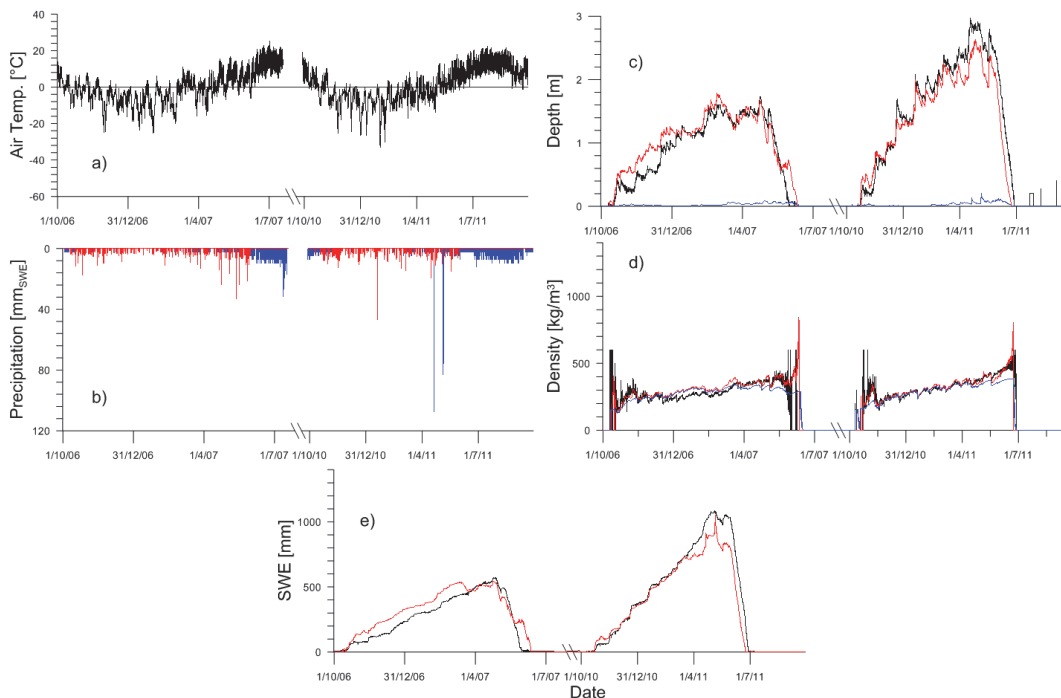 40
20
0
-20
-40
-60
Air Temp. [°C]
a)
1/10/06 31/12/06 1/4/07 1/7/07 1/10/10 31/12/10 1/4/11 1/7/11
3
2
1
0
Depth [m]
c)
1/10/06 31/12/06 1/4/07 1/7/07 1/10/10 31/12/10 1/4/11 1/7/11
0
40
80
120
Precipitation [mmSWE]
b)
1/10/06 31/12/06 1/4/07 1/7/07 1/10/10 31/12/10 1/4/11 1/7/11
1000
500
0
Density [kg/m³]
d)
1/10/06 31/12/06 1/4/07 1/7/07 1/10/10 31/12/10 1/4/11 1/7/11
1000
500
0
SWE [mm]
e)
1/10/06 31/12/06 1/4/07 1/7/07 1/10/10 31/12/10 1/4/11 1/7/11
Date